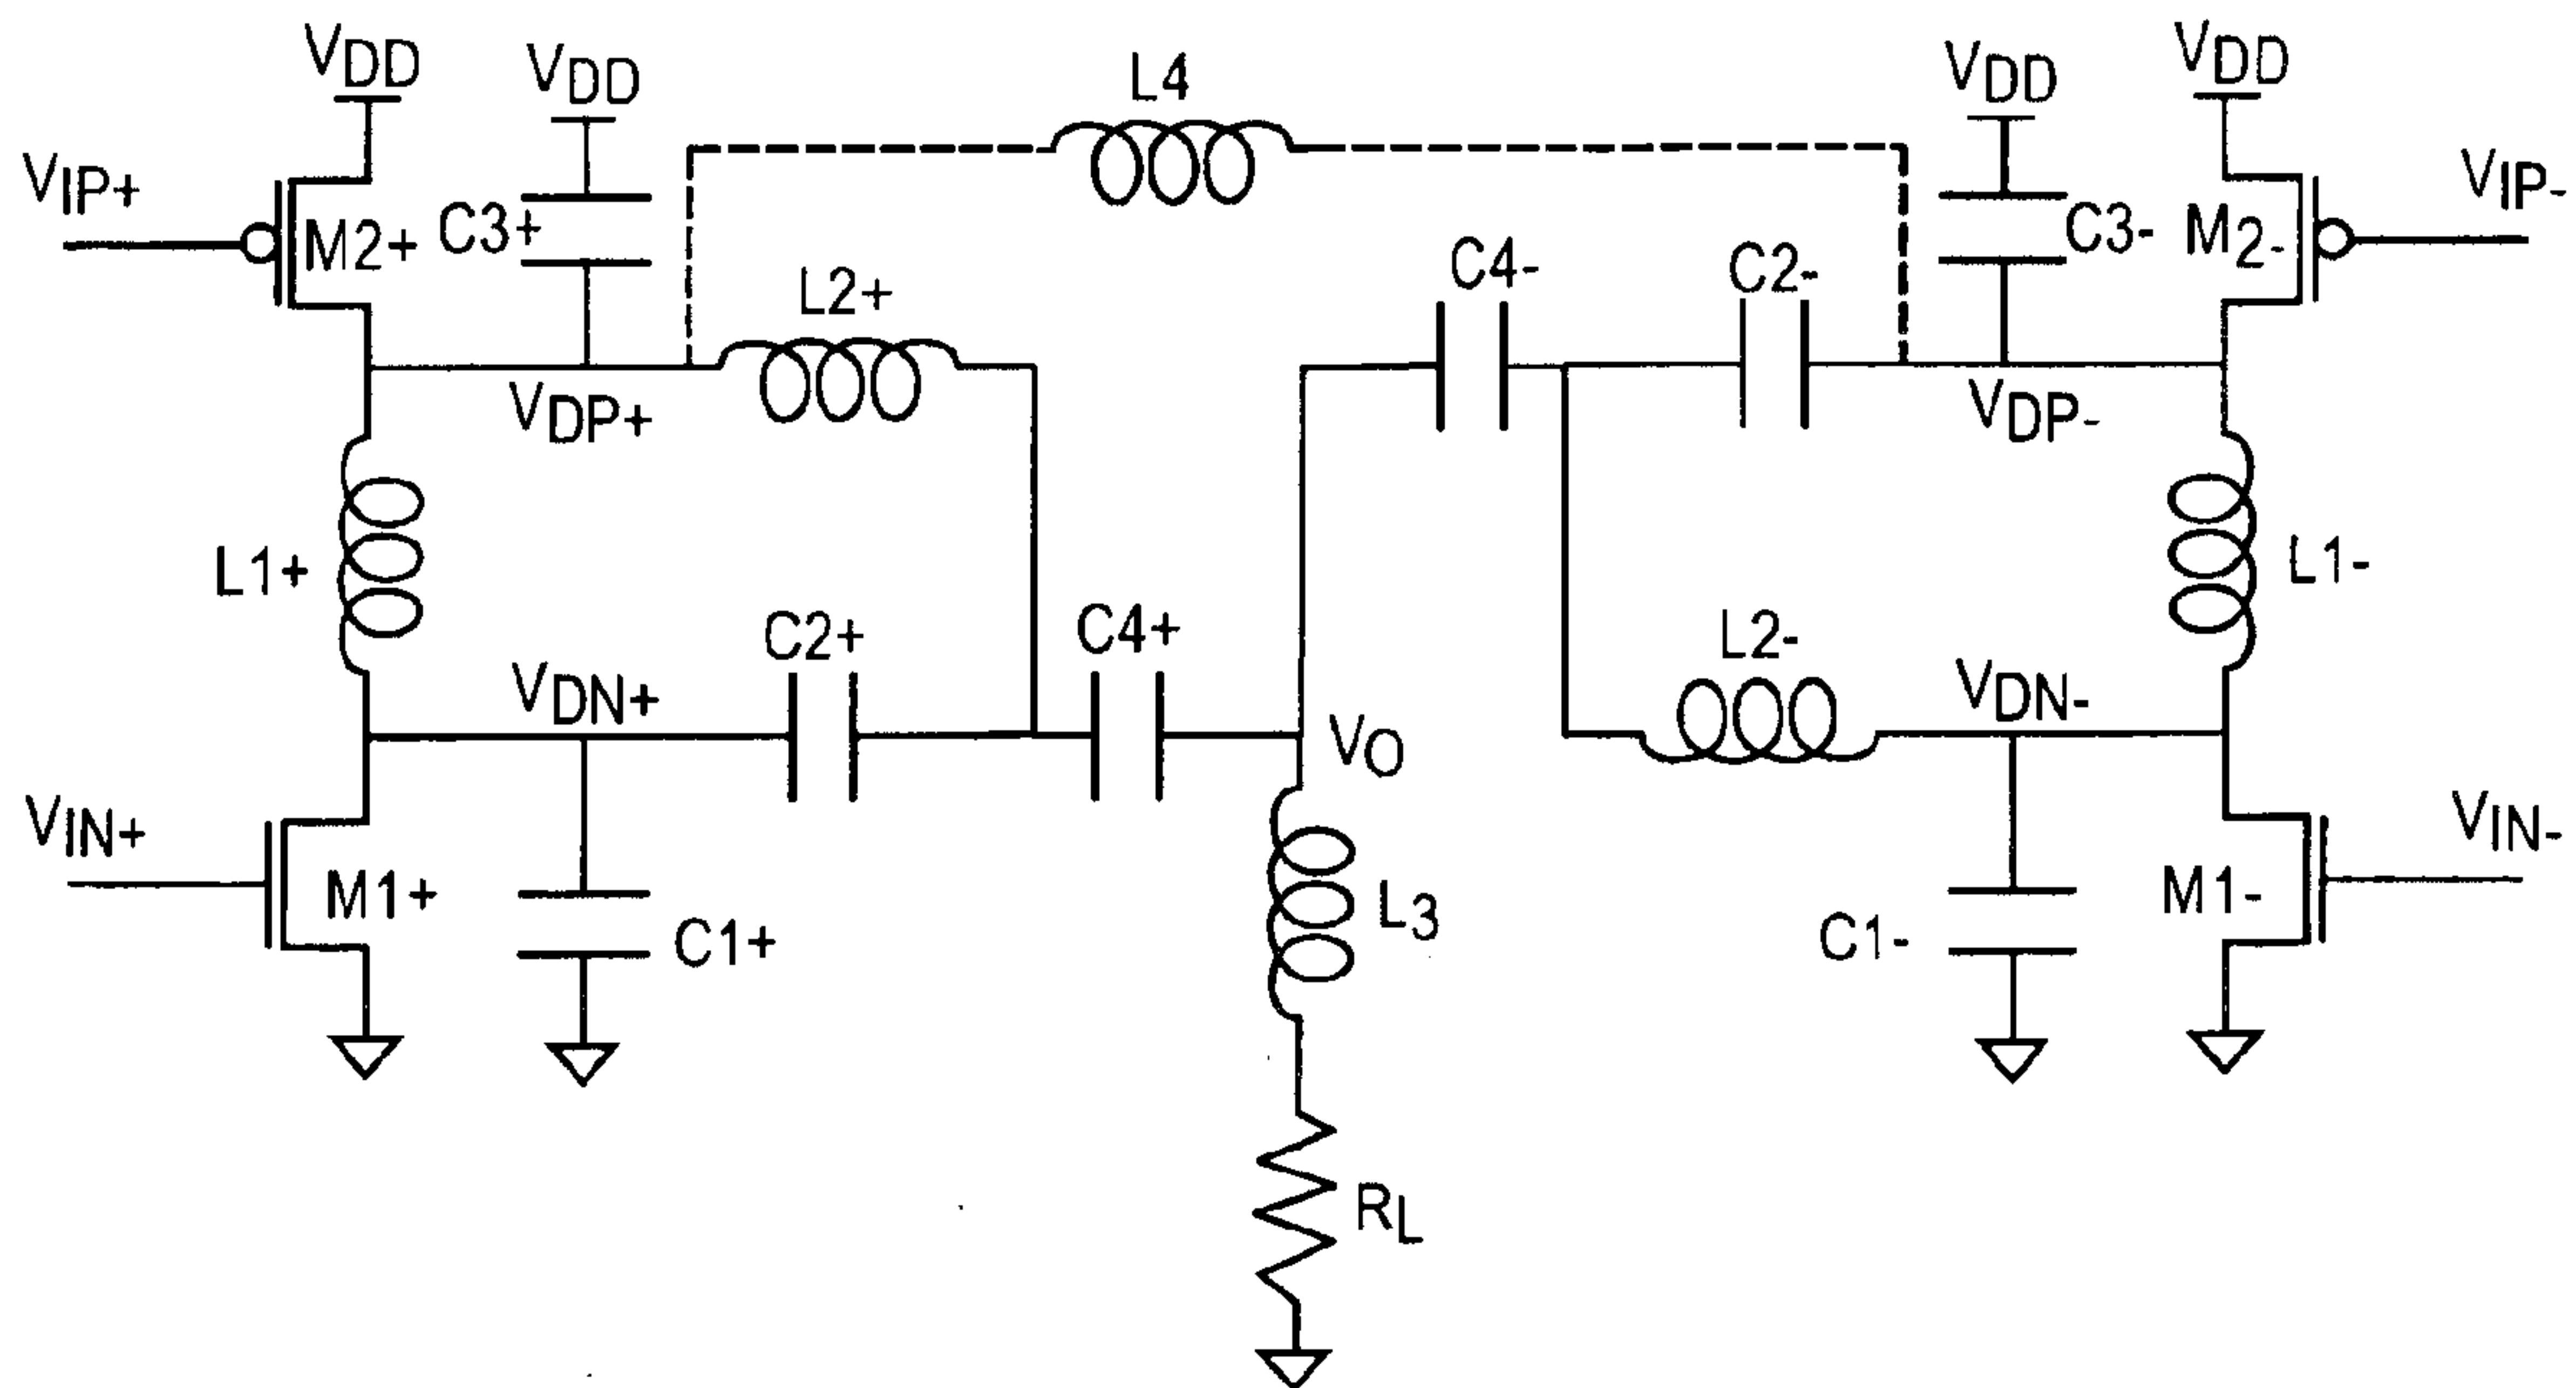 VDD
VDD
L4
VDD
VDD
VIP+
M2+
C3+
L2+
C4-
C2-
C3-
M2-
VIP-
VDP+
VDP-
L1+
L1-
C2+
C4+
L2-
VDN+
VDN-
VO
VIN+
M1+
C1+
L3
C1-
M1-
VIN-
RL